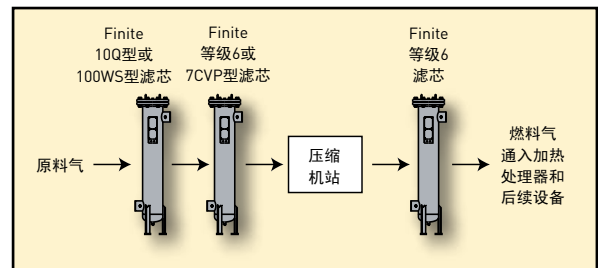 Finite
10Q型或
100WS型滤芯
Finite
等级6或
7CVP型滤芯
Finite
等级6
滤芯
原料气
压缩
机站
燃料气
通入加热
处理器和
后续设备